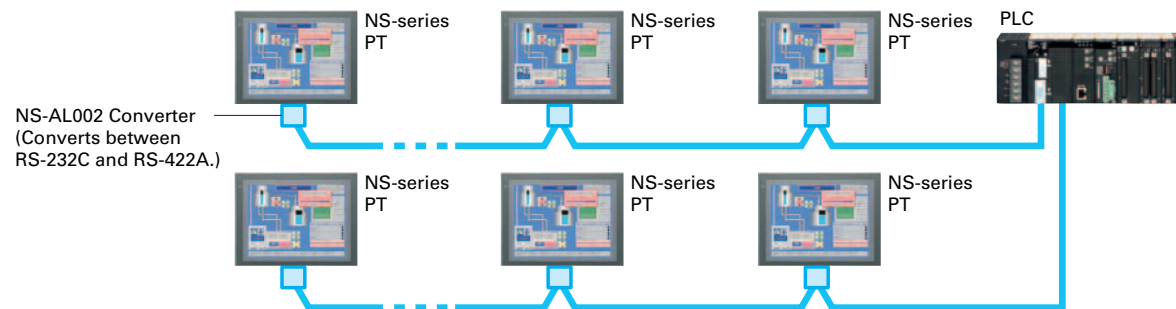 NS-series
PT
NS-series
PT
NS-series
PT
PLC
NS-AL002 Converter
(Converts between
RS-232C and RS-422A.)
NS-series
PT
NS-series
PT
NS-series
PT